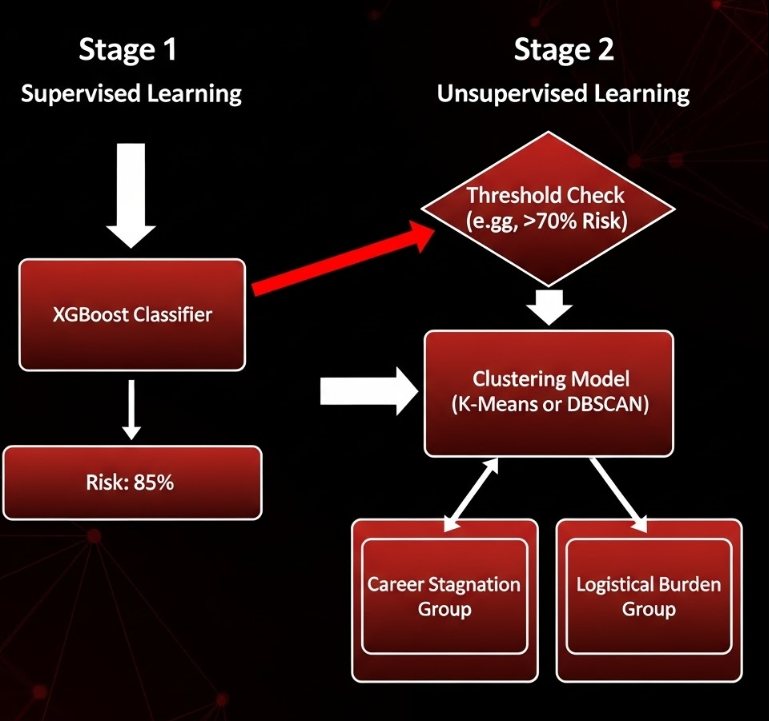 Stage 1
Supervised Learning
XGBoost Classifier
Risk: 85%
Stage 2
Unsupervised Learning
Threshold Check
(e.gg, >70% Risk)
Clustering Model
(K-Means or DBSCAN)
Career Stagnation
Group
Logistical Burden
Group